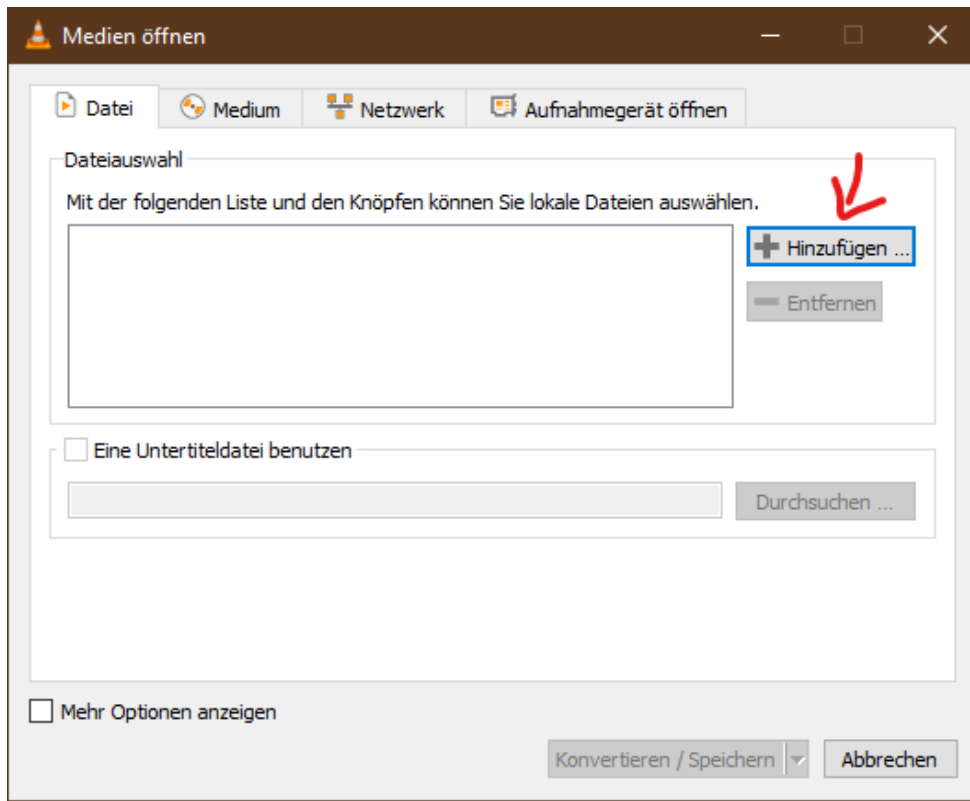 Medien öffnen
Datei Medium Netzwerk Aufnahmegerät öffnen
Dateiauswahl
Mit der folgenden Liste und den Knöpfen können Sie lokale Dateien auswählen.
Hinzufügen ...
Entfernen
Eine Untertiteldatei benutzen
Durchsuchen ...
Mehr Optionen anzeigen
Konvertieren / Speichern Abbrechen